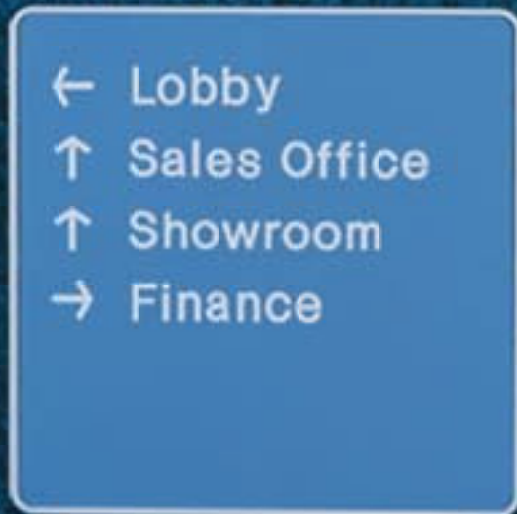 ← Lobby
↑ Sales Office
↑ Showroom
→ Finance